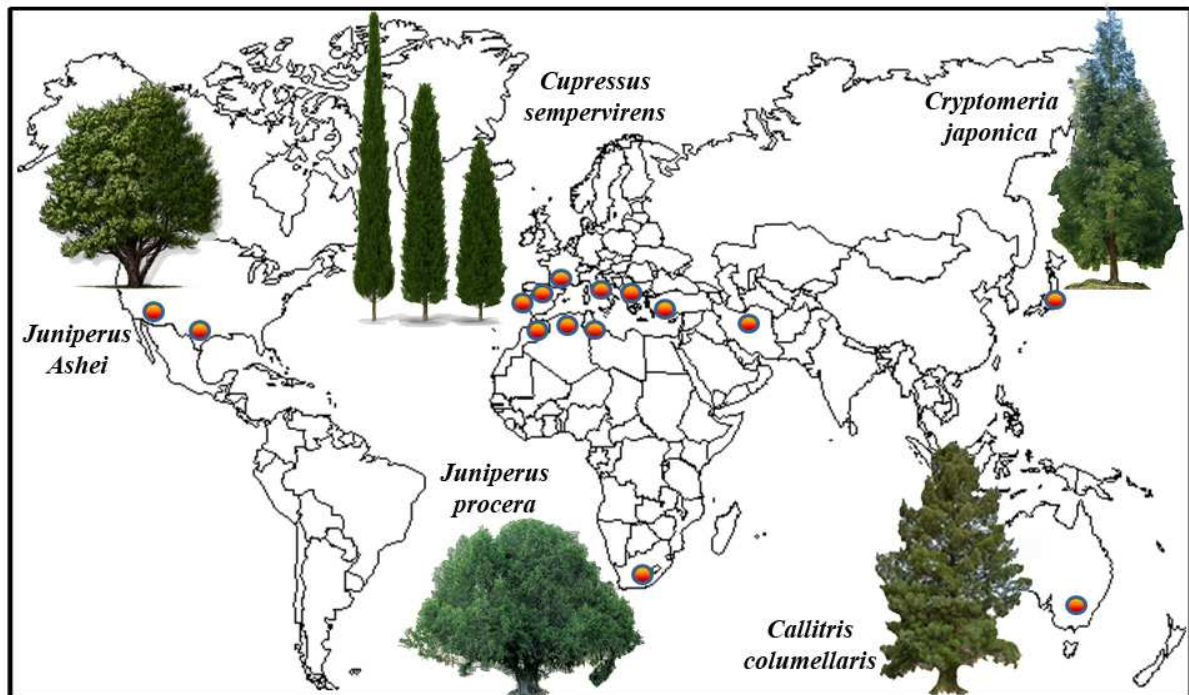 Cupressus
sempervirens
Cryptomeria
japonica
Juniperus
Ashei
Juniperus
procera
Callitris
columellaris